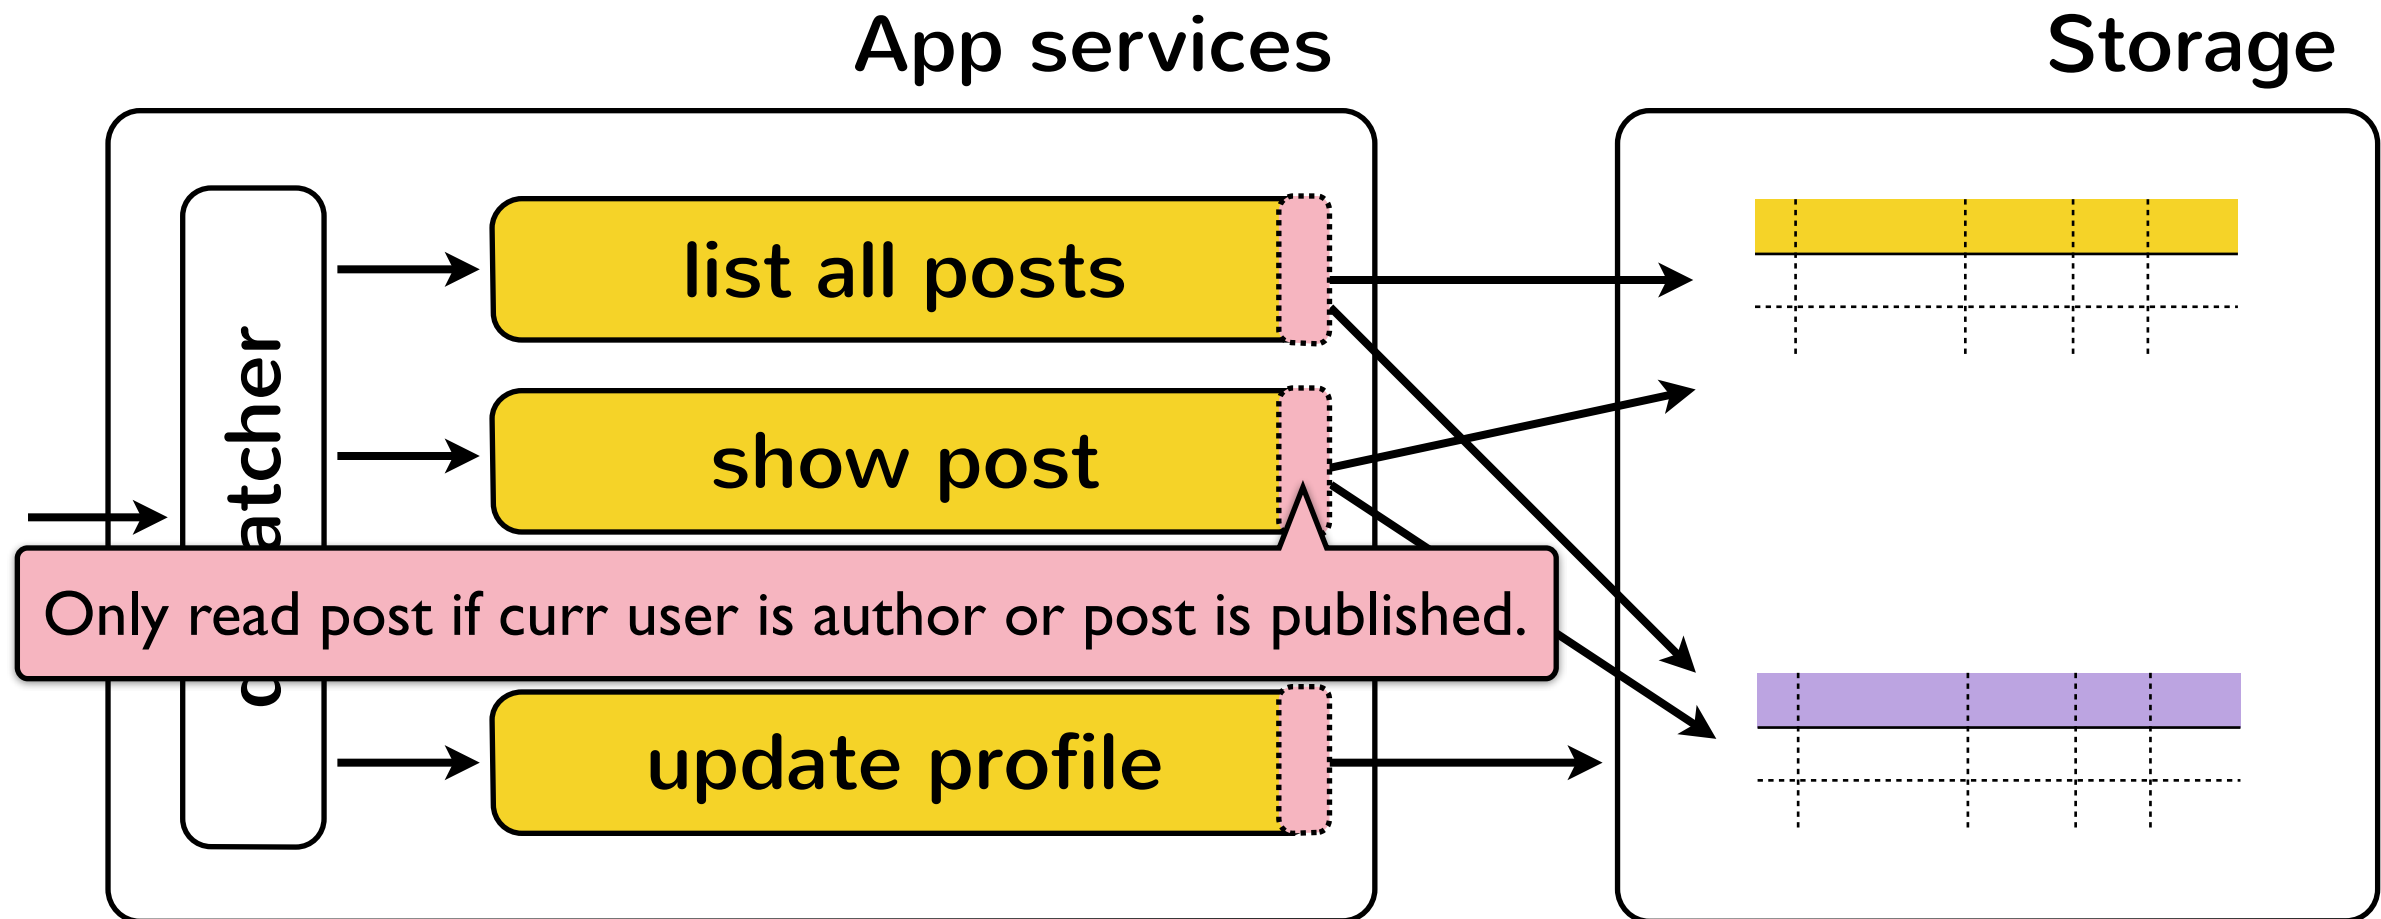 App services
Storage
list all posts
show post
Only read post if curr user is author or post is published.
update profile